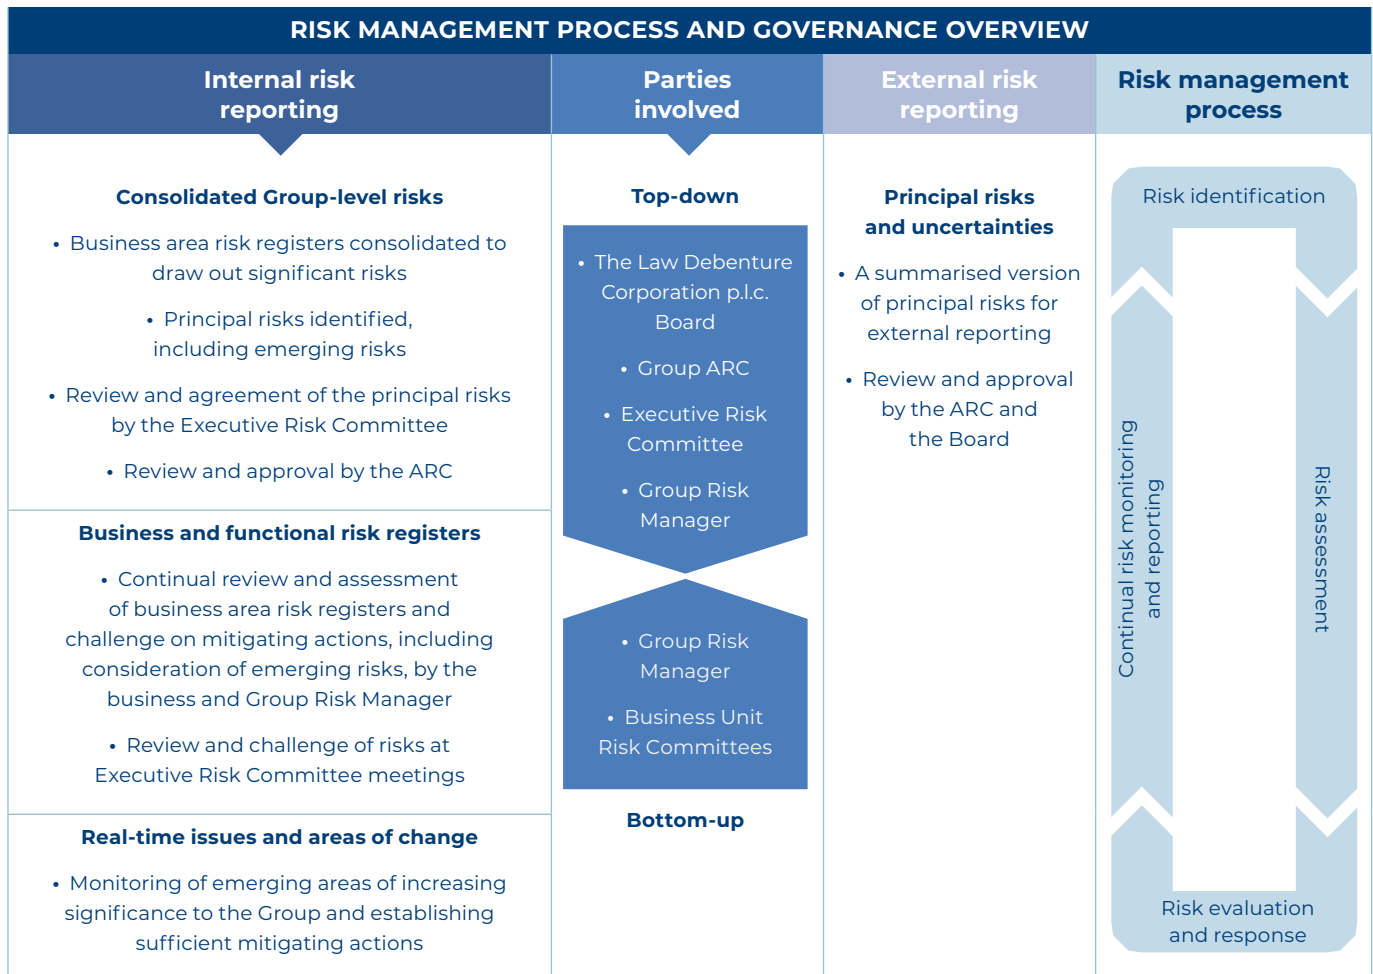 RISK MANAGEMENT PROCESS AND GOVERNANCE OVERVIEW
Internal risk
reporting
Consolidated Group-level risks
• Business area risk registers consolidated to
draw out significant risks
• Principal risks identified,
including emerging risks
• Review and agreement of the principal risks
by the Executive Risk Committee
• Review and approval by the ARC
Business and functional risk registers
• Continual review and assessment
of business area risk registers and
challenge on mitigating actions, including
consideration of emerging risks, by the
business and Group Risk Manager
• Review and challenge of risks at
Executive Risk Committee meetings
Real-time issues and areas of change
• Monitoring of emerging areas of increasing
significance to the Group and establishing
sufficient mitigating actions
Parties
involved
Top-down
• The Law Debenture
Corporation p.l.c.
Board
• Group ARC
• Executive Risk
Committee
• Group Risk
Manager
• Group Risk
Manager
• Business Unit
Risk Committees
Bottom-up
External risk
reporting
Principal risks
and uncertainties
• A summarised version
of principal risks for
external reporting
• Review and approval
by the ARC and
the Board
Risk management
process
Risk identification
Risk assessment
Risk evaluation
and response
Continual risk monitoring
and reporting